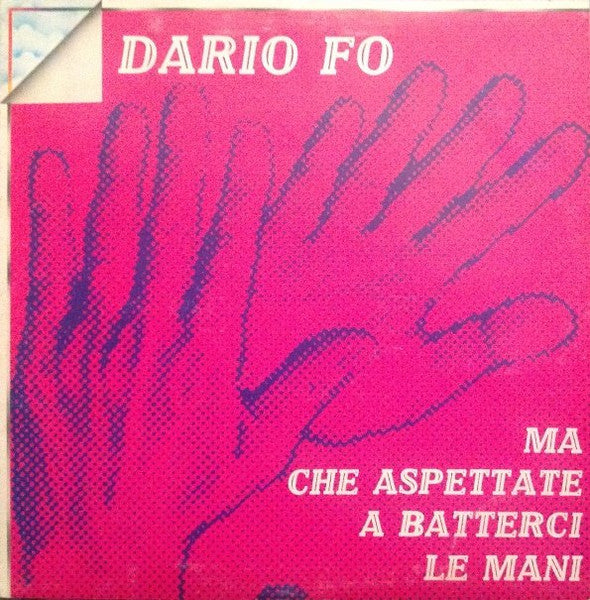 DARIO FO
MA
CHE ASPETTATE
A BATTERCI
LE MANI